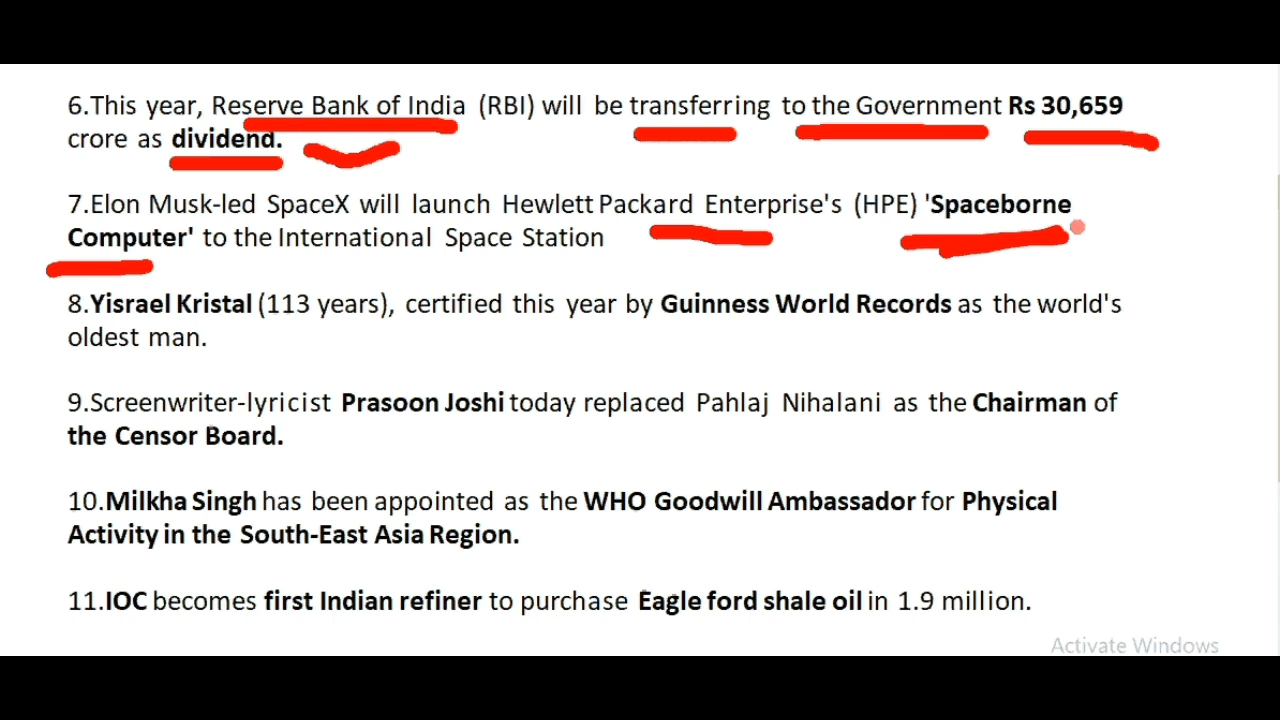 6.This year, Reserve Bank of India (RBI) will be transferring to the Government Rs 30,659
crore as dividend.
7.Elon Musk-led SpaceX will launch Hewlett Packard Enterprise's (HPE) 'Spaceborne
Computer' to the International Space Station
8.Yisrael Kristal (113 years), certified this year by Guinness World Records as the world's
oldest man.
9.Screenwriter-lyricist Prasoon Joshi today replaced Pahlaj Nihalani as the Chairman of
the Censor Board.
10.Milkha Singh has been appointed as the WHO Goodwill Ambassador for Physical
Activity in the South-East Asia Region.
11.IOC becomes first Indian refiner to purchase Eagle ford shale oil in 1.9 million.
Activate Windows